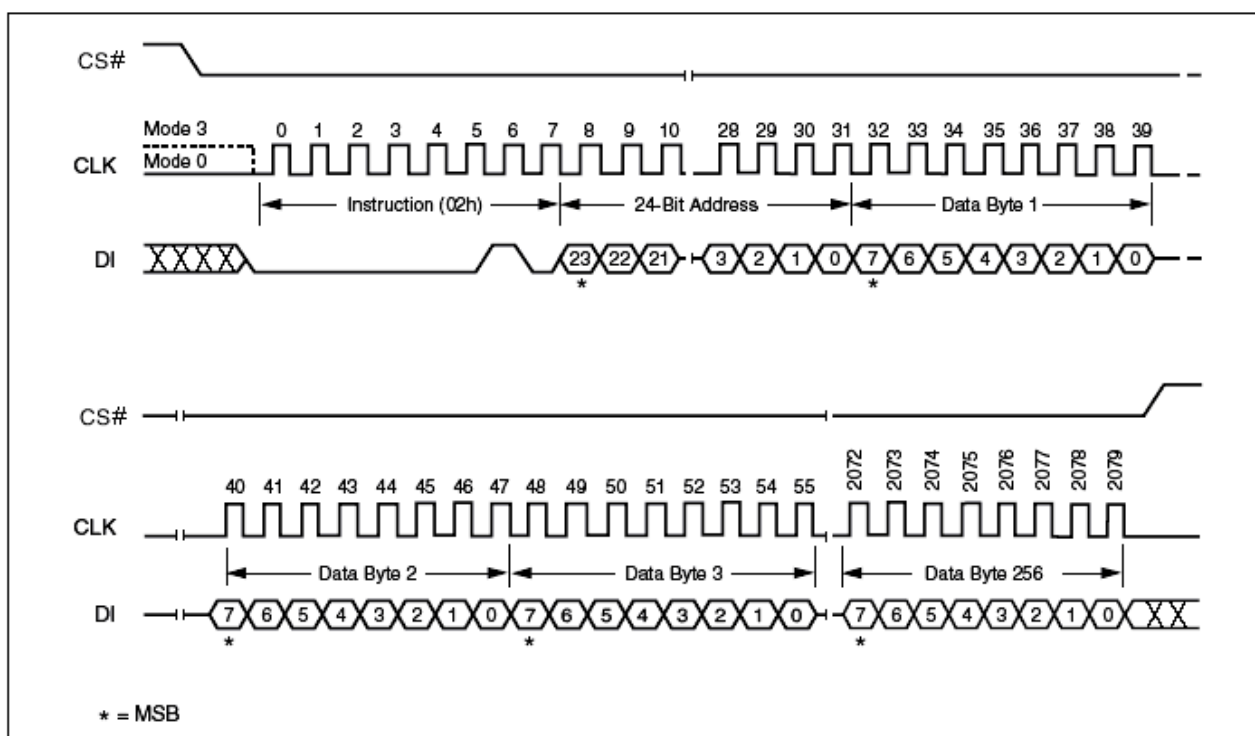 CS#
Mode 3 0 1 2 3 4 5 6 7 8 9 10 28 29 30 31 32 33 34 35 36 37 38 39
CLK Mode 0
Instruction (02h) 24-Bit Address Data Byte 1
DI 23 22 21 3 2 1 0 7 6 5 4 3 2 1 0
* *
CS#
2072 2073 2074 2075 2076 2077 2078 2079
40 41 42 43 44 45 46 47 48 49 50 51 52 53 54 55
CLK
Data Byte 2 Data Byte 3 Data Byte 256
DI 7 6 5 4 3 2 1 0 7 6 5 4 3 2 1 0 7 6 5 4 3 2 1 0
* * *
* = MSB